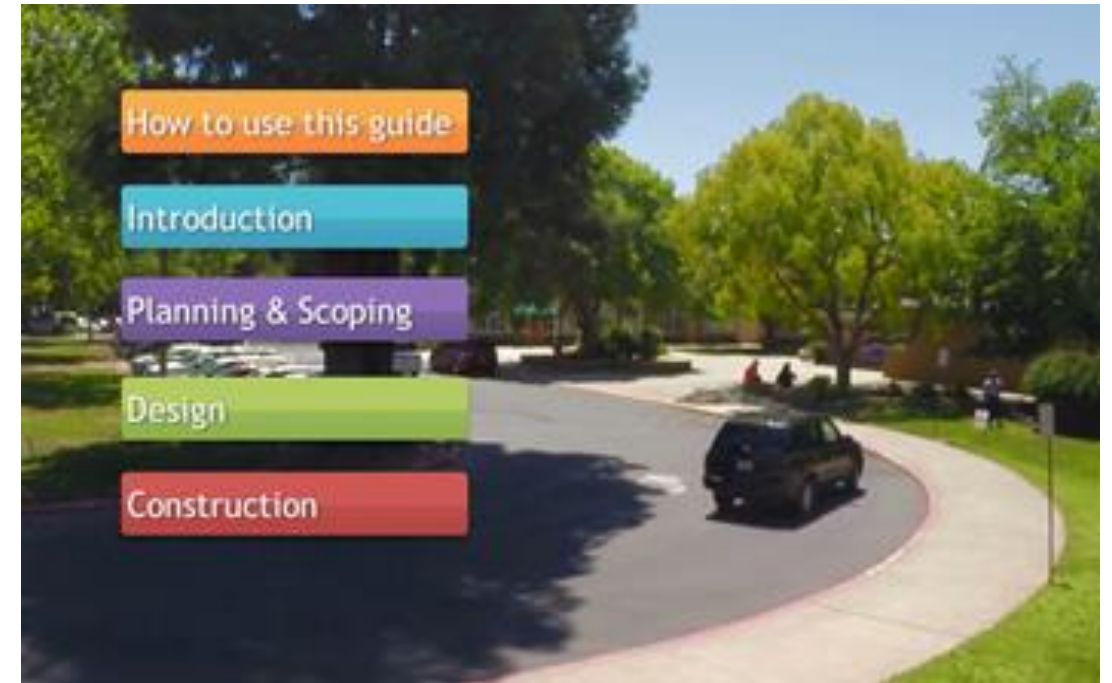 How to use this guide
Introduction
Planning & Scoping
Design
Construction